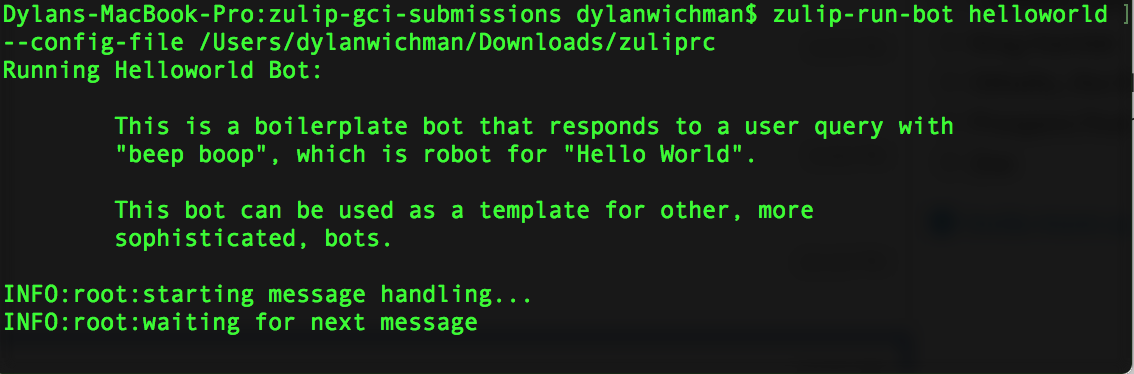 Dylans-MacBook-Pro:zulip-gci-submissions dylanwichman$ zulip-run-bot helloworld ]
--config-file /Users/dylanwichman/Downloads/zuliprc
Running Helloworld Bot:
This is a boilerplate bot that responds to a user query with
"beep boop", which is robot for "Hello World".
This bot can be used as a template for other, more
sophisticated, bots.
INFO:root:starting message handling...
INFO:root:waiting for next message